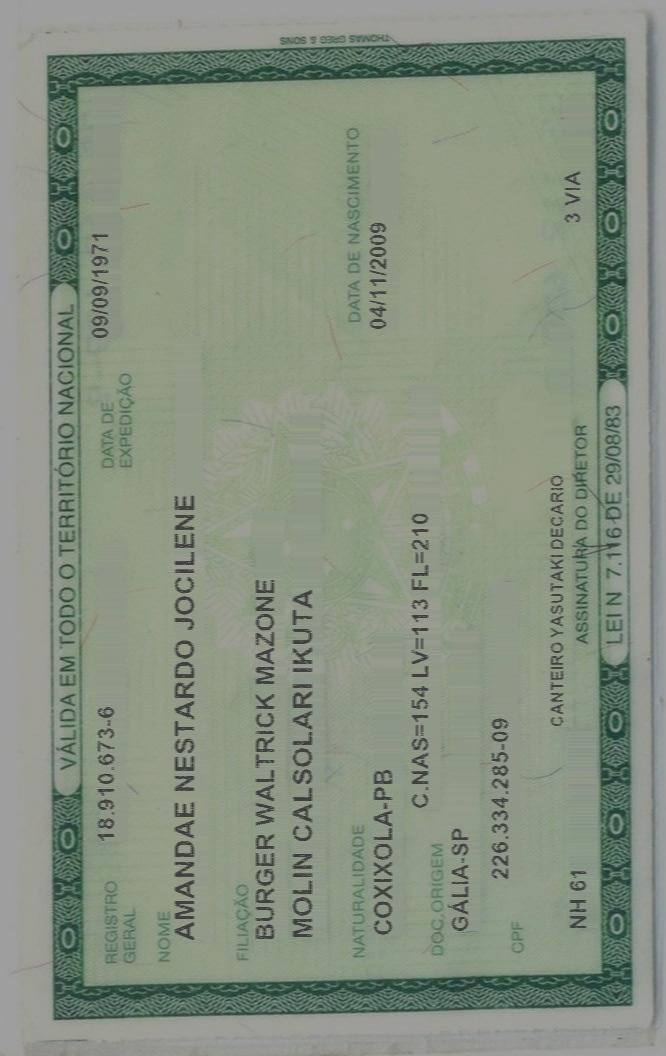 THOMAS GREG & SONS
VÁLIDA EM TODO O TERRITÓRIO NACIONAL
REGISTRO GERAL 18.910.673-6 DATA DE EXPEDIÇÃO 09/09/1971
NOME
AMANDAE NESTARDO JOCILENE
FILIAÇÃO
BURGER WALTRICK MAZONE
MOLIN CALSOLARI IKUTA
NATURALIDADE DATA DE NASCIMENTO
COXIXOLA-PB 04/11/2009
C.NAS=154 LV=113 FL=210
DOC.ORIGEM
GÁLIA-SP
226.334.285-09
CPF
CANTEIRO YASUTAKI DECARIO
NH 61 3 VIA
ASSINATURA DO DIRETOR
LEI N 7.116 DE 29/08/83